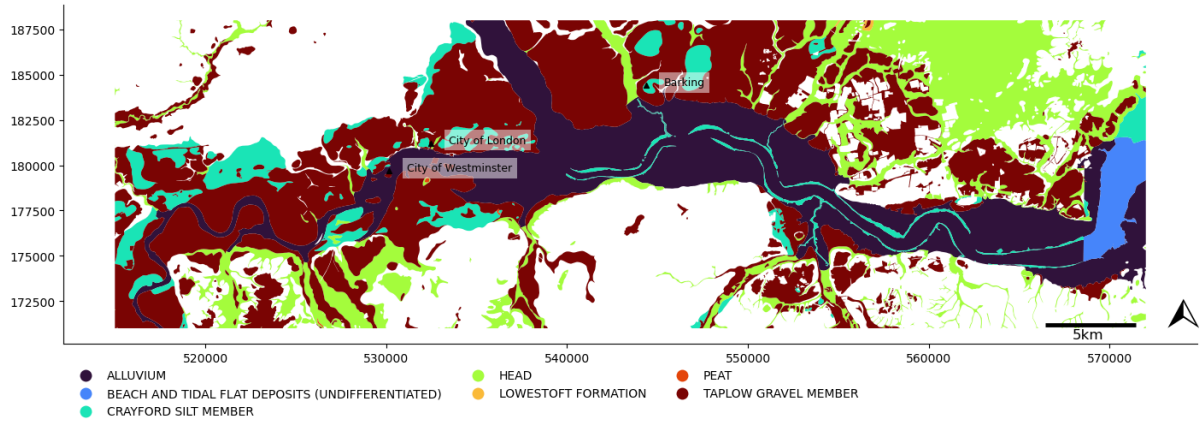 187500
185000
182500
180000
177500
175000
172500
Barking
City of London
City of Westminster
5km
520000 530000 540000 550000 560000 570000
ALLUVIUM HEAD PEAT
BEACH AND TIDAL FLAT DEPOSITS (UNDIFFERENTIATED) LOWESTOFT FORMATION TAPLOW GRAVEL MEMBER
CRAYFORD SILT MEMBER